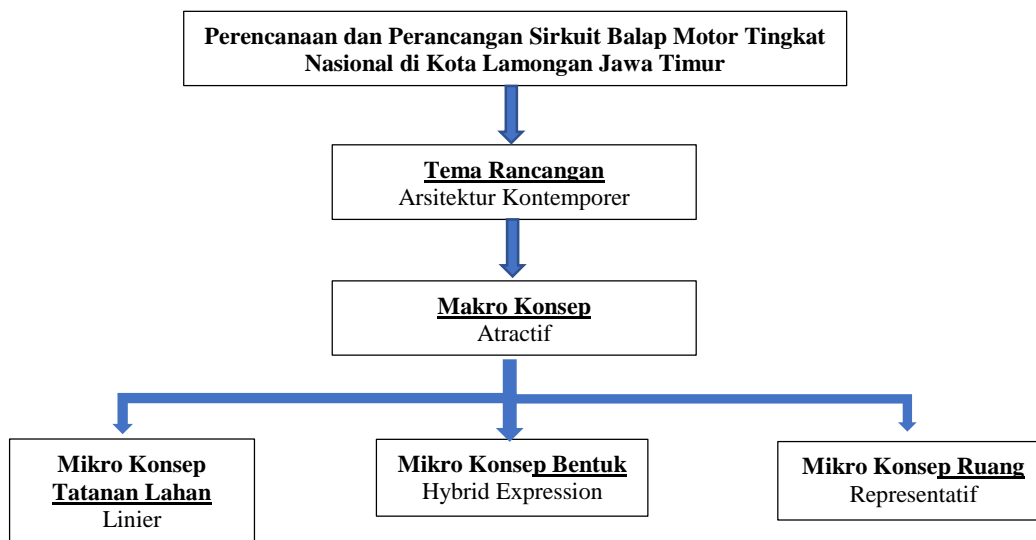 Perencanaan dan Perancangan Sirkuit Balap Motor Tingkat
Nasional di Kota Lamongan Jawa Timur
Tema Rancangan
Arsitektur Kontemporer
Makro Konsep
Atractif
Mikro Konsep
Tatanan Lahan
Linier
Mikro Konsep Bentuk
Hybrid Expression
Mikro Konsep Ruang
Representatif